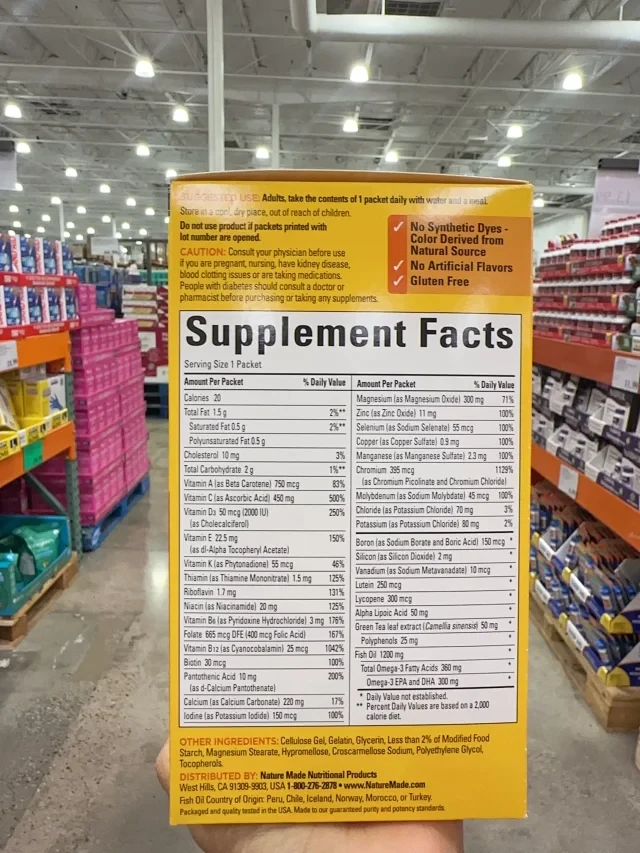 SUGGESTED USE: Adults, take the contents of 1 packet daily with water and a meal.
Store in a cool, dry place, out of reach of children.
Do not use product if packets printed with
lot number are opened.
CAUTION: Consult your physician before use
if you are pregnant, nursing, have kidney disease,
blood clotting issues or are taking medications.
People with diabetes should consult a doctor or
pharmacist before purchasing or taking any supplements.
✓ No Synthetic Dyes -
Color Derived from
Natural Source
✓ No Artificial Flavors
✓ Gluten Free
Supplement Facts
Serving Size 1 Packet
Amount Per Packet % Daily Value
Calories 20
Total Fat 1.5 g 2%**
Saturated Fat 0.5 g 2%**
Polyunsaturated Fat 0.5 g
Cholesterol 10 mg 3%
Total Carbohydrate 2 g 1%**
Vitamin A (as Beta Carotene) 750 mcg 83%
Vitamin C (as Ascorbic Acid) 450 mg 500%
Vitamin D3 50 mcg (2000 IU) 250%
(as Cholecalciferol)
Vitamin E 22.5 mg 150%
(as dl-Alpha Tocopheryl Acetate)
Vitamin K (as Phytonadione) 55 mcg 46%
Thiamin (as Thiamine Mononitrate) 1.5 mg 125%
Riboflavin 1.7 mg 131%
Niacin (as Niacinamide) 20 mg 125%
Vitamin B6 (as Pyridoxine Hydrochloride) 3 mg 176%
Folate 665 mcg DFE (400 mcg Folic Acid) 167%
Vitamin B12 (as Cyanocobalamin) 25 mcg 1042%
Biotin 30 mcg 100%
Pantothenic Acid 10 mg 200%
(as d-Calcium Pantothenate)
Calcium (as Calcium Carbonate) 220 mg 17%
Iodine (as Potassium Iodide) 150 mcg 100%
Amount Per Packet % Daily Value
Magnesium (as Magnesium Oxide) 300 mg 71%
Zinc (as Zinc Oxide) 11 mg 100%
Selenium (as Sodium Selenate) 55 mcg 100%
Copper (as Copper Sulfate) 0.9 mg 100%
Manganese (as Manganese Sulfate) 2.3 mg 100%
Chromium 395 mcg 1129%
(as Chromium Picolinate and Chromium Chloride)
Molybdenum (as Sodium Molybdate) 45 mcg 100%
Chloride (as Potassium Chloride) 70 mg 3%
Potassium (as Potassium Chloride) 80 mg 2%
Boron (as Sodium Borate and Boric Acid) 150 mcg *
Silicon (as Silicon Dioxide) 2 mg *
Vanadium (as Sodium Metavanadate) 10 mcg *
Lutein 250 mcg *
Lycopene 300 mcg *
Alpha Lipoic Acid 50 mg *
Green Tea leaf extract (Camellia sinensis) 50 mg *
Polyphenols 25 mg *
Fish Oil 1200 mg *
Total Omega-3 Fatty Acids 360 mg *
Omega-3 EPA and DHA 300 mg *
* Daily Value not established.
** Percent Daily Values are based on a 2,000
calorie diet.
OTHER INGREDIENTS: Cellulose Gel, Gelatin, Glycerin, Less than 2% of Modified Food
Starch, Magnesium Stearate, Hypromellose, Croscarmellose Sodium, Polyethylene Glycol,
Tocopherols.
DISTRIBUTED BY: Nature Made Nutritional Products
West Hills, CA 91309-9903, USA 1-800-276-2878 • www.NatureMade.com
Fish Oil Country of Origin: Peru, Chile, Iceland, Norway, Morocco, or Turkey.
Packaged and quality tested in the USA. Made to our guaranteed purity and potency standards.